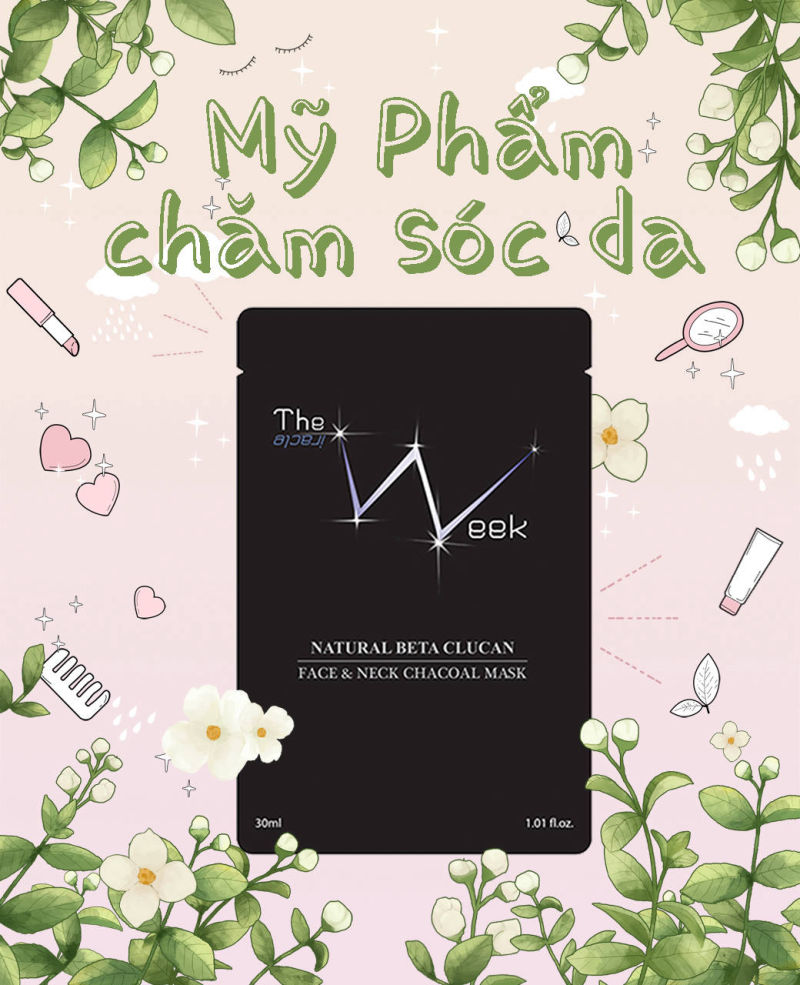 Mỹ Phẩm
chăm sóc da
The
iracle
Week
NATURAL BETA CLUCAN
FACE & NECK CHACOAL MASK
30ml 1.01 fl.oz.